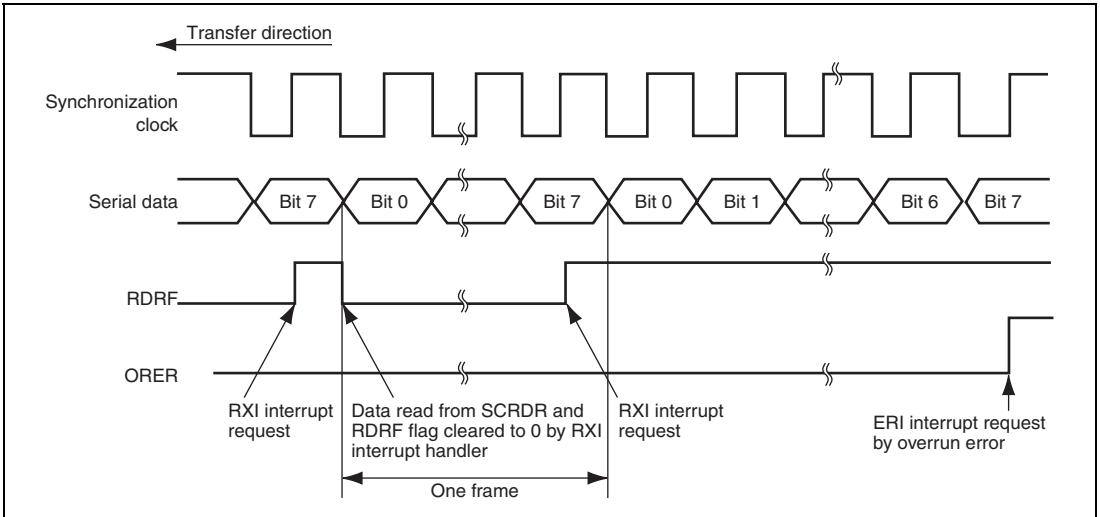 Transfer direction
Synchronization
clock
Serial data
Bit 7
Bit 0
Bit 7
Bit 0
Bit 1
Bit 6
Bit 7
RDRF
ORER
RXI interrupt
request
Data read from SCRDR and
RDRF flag cleared to 0 by RXI
interrupt handler
RXI interrupt
request
ERI interrupt request
by overrun error
One frame